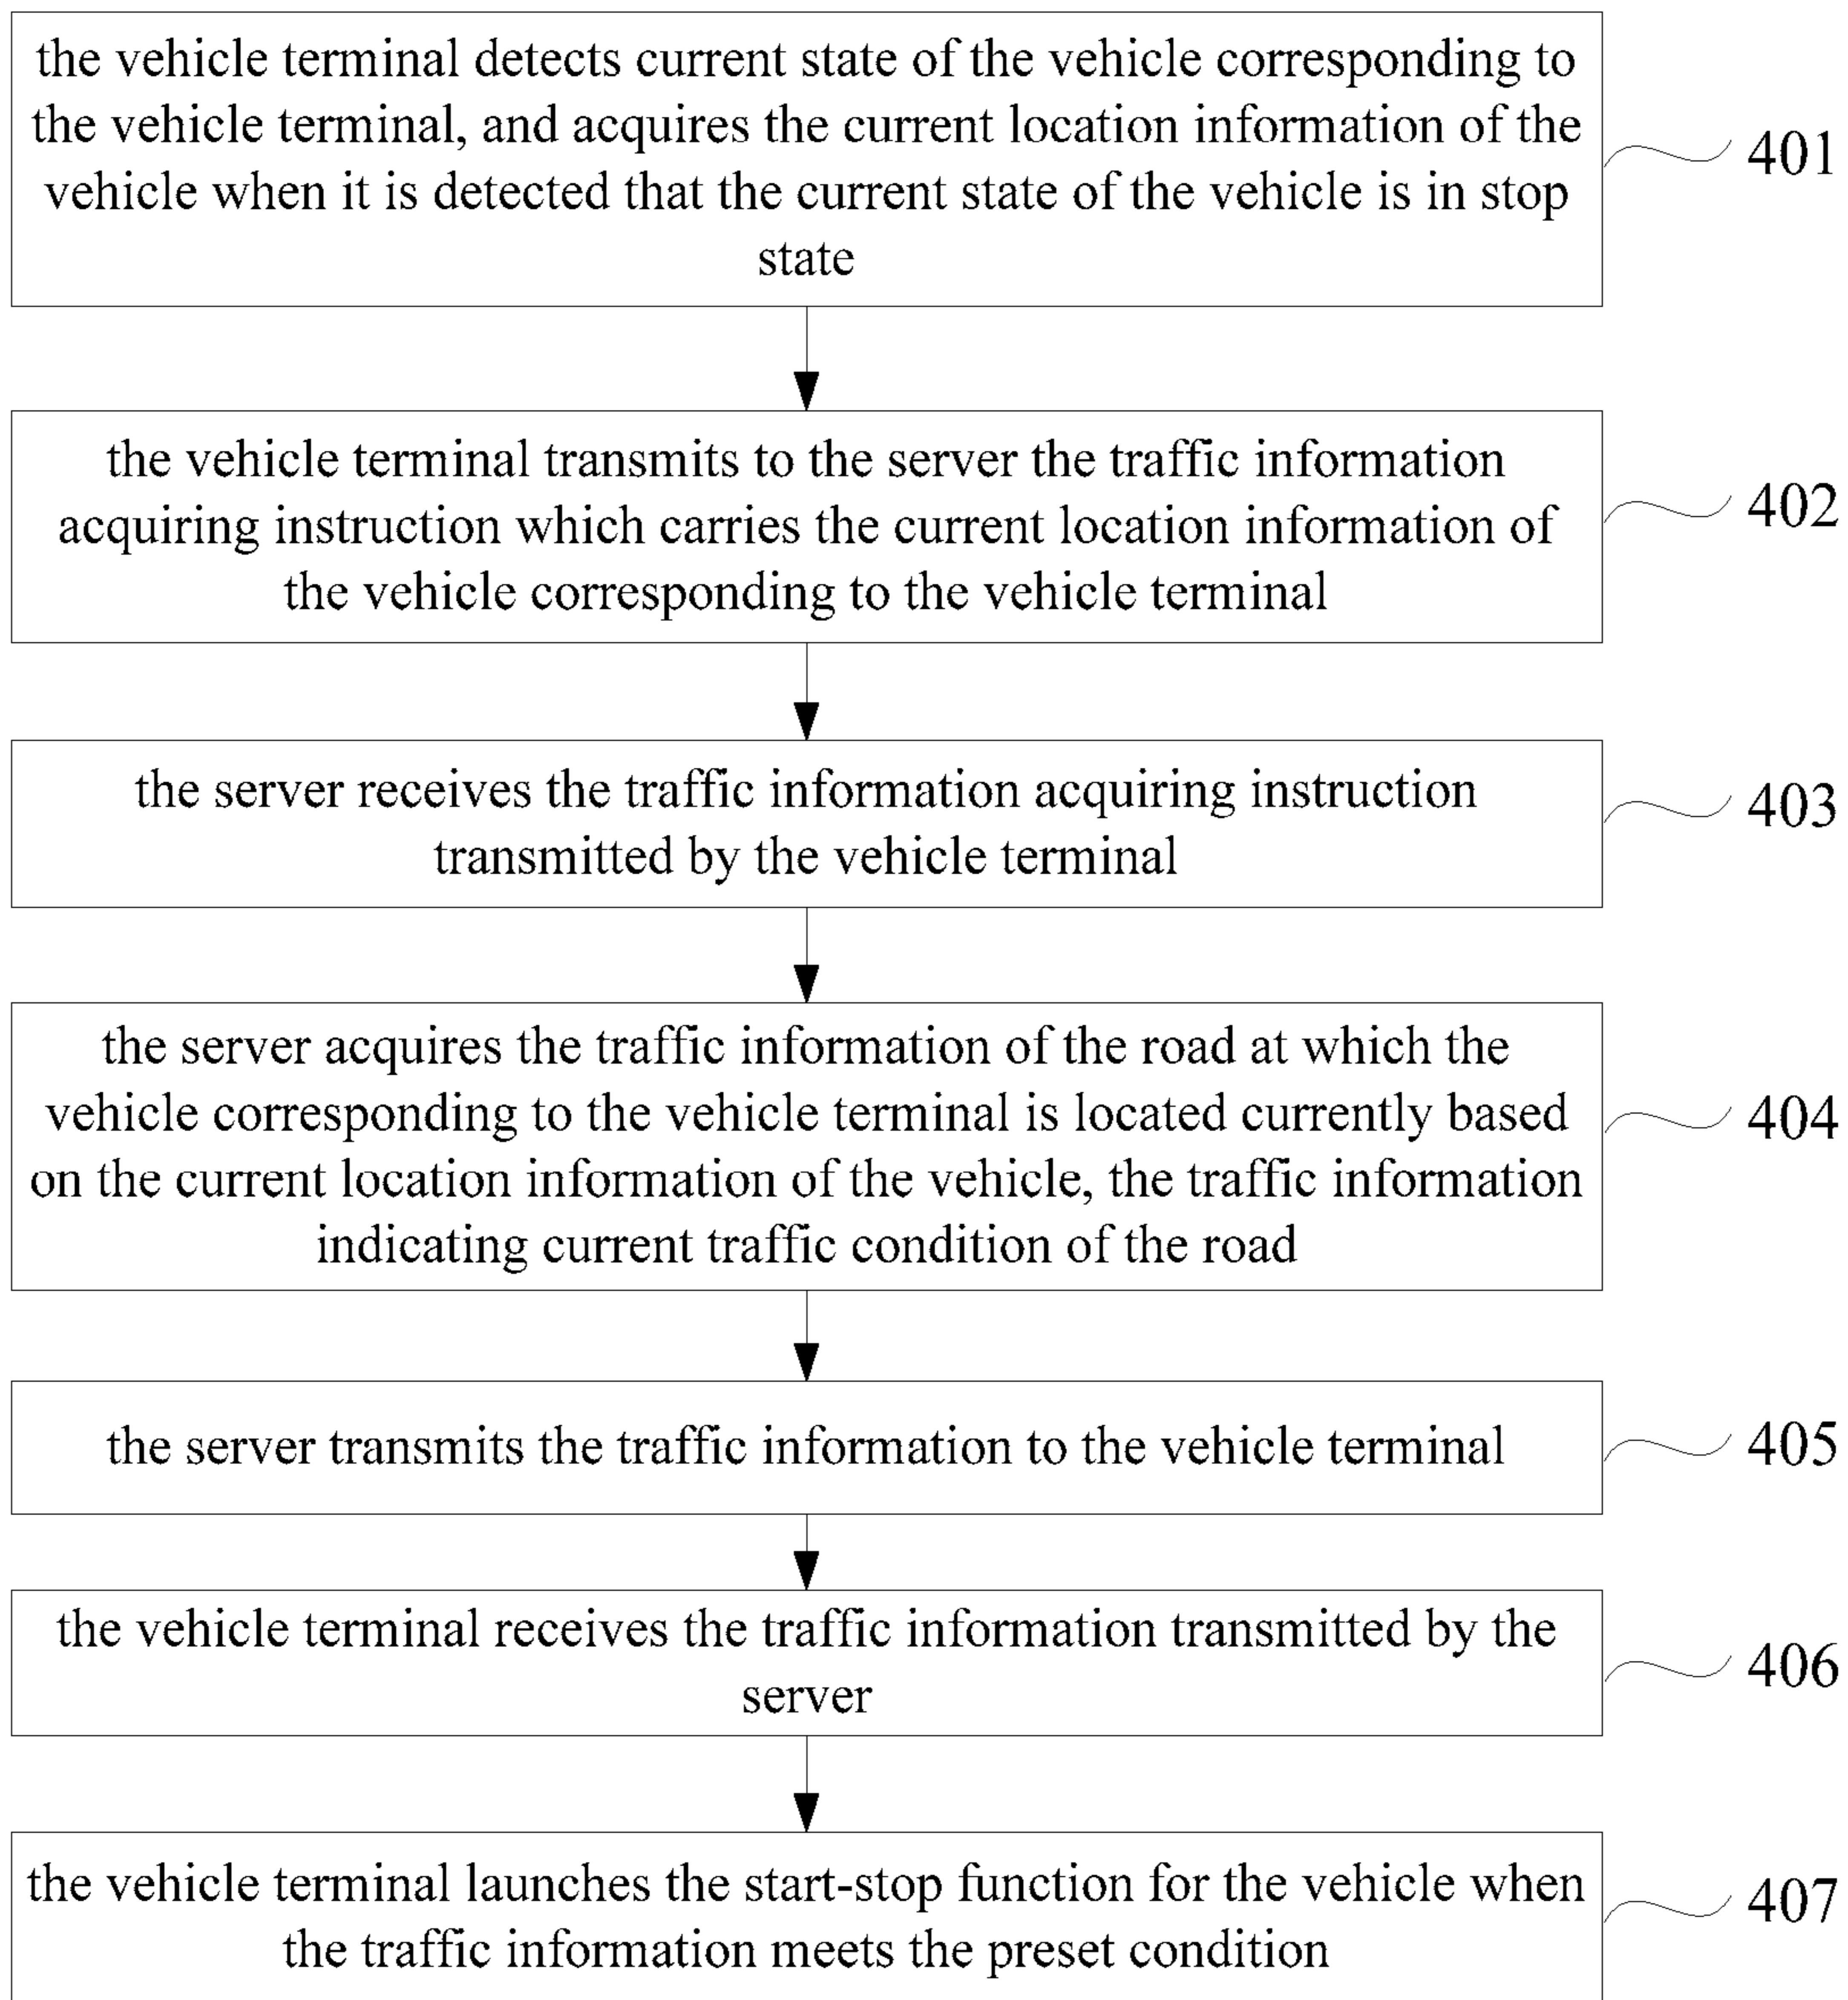 the vehicle terminal detects current state of the vehicle corresponding to
the vehicle terminal, and acquires the current location information of the
vehicle when it is detected that the current state of the vehicle is in stop
state
401
the vehicle terminal transmits to the server the traffic information
acquiring instruction which carries the current location information of
the vehicle corresponding to the vehicle terminal
402
the server receives the traffic information acquiring instruction
transmitted by the vehicle terminal
403
the server acquires the traffic information of the road at which the
vehicle corresponding to the vehicle terminal is located currently based
on the current location information of the vehicle, the traffic information
indicating current traffic condition of the road
404
the server transmits the traffic information to the vehicle terminal
405
the vehicle terminal receives the traffic information transmitted by the
server
406
the vehicle terminal launches the start-stop function for the vehicle when
the traffic information meets the preset condition
407